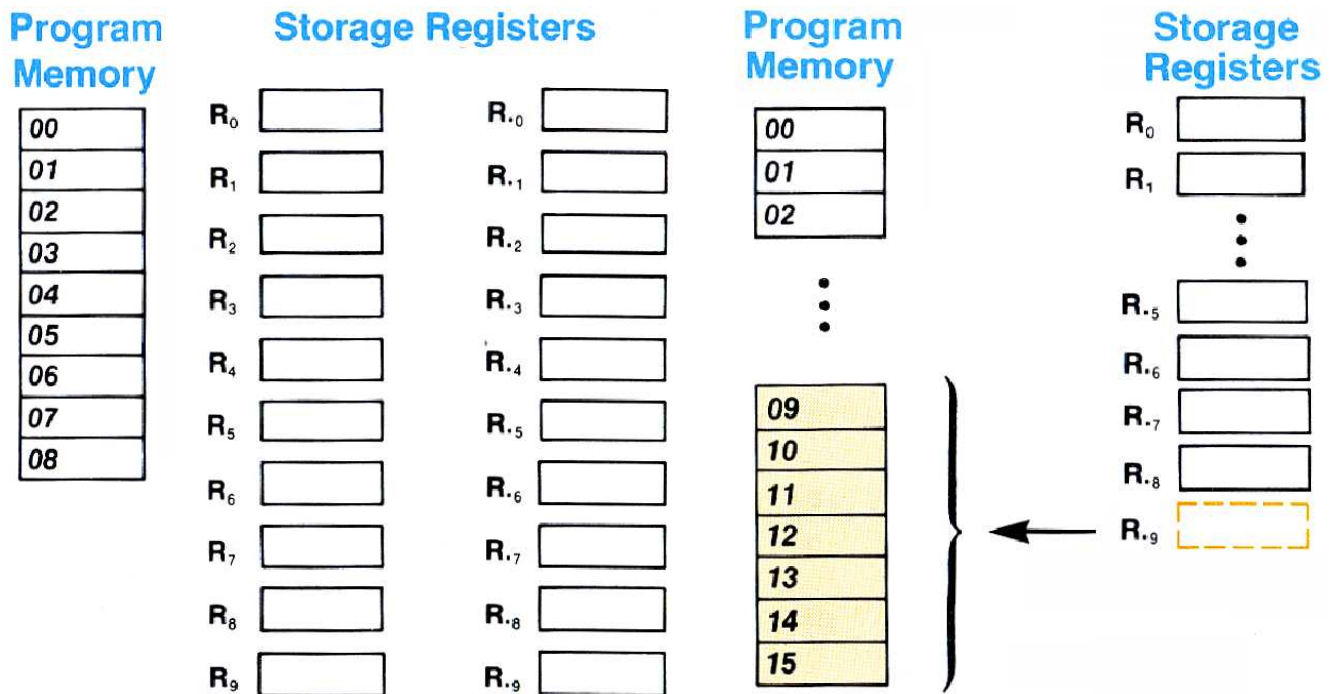 Program Memory
00
01
02
03
04
05
06
07
08
Storage Registers
R₀
R₁
R₂
R₃
R₄
R₅
R₆
R₇
R₈
R₉
R.₀
R.₁
R.₂
R.₃
R.₄
R.₅
R.₆
R.₇
R.₈
R.₉
Program Memory
00
01
02
09
10
11
12
13
14
15
Storage Registers
R₀
R₁
R.₅
R.₆
R.₇
R.₈
R.₉